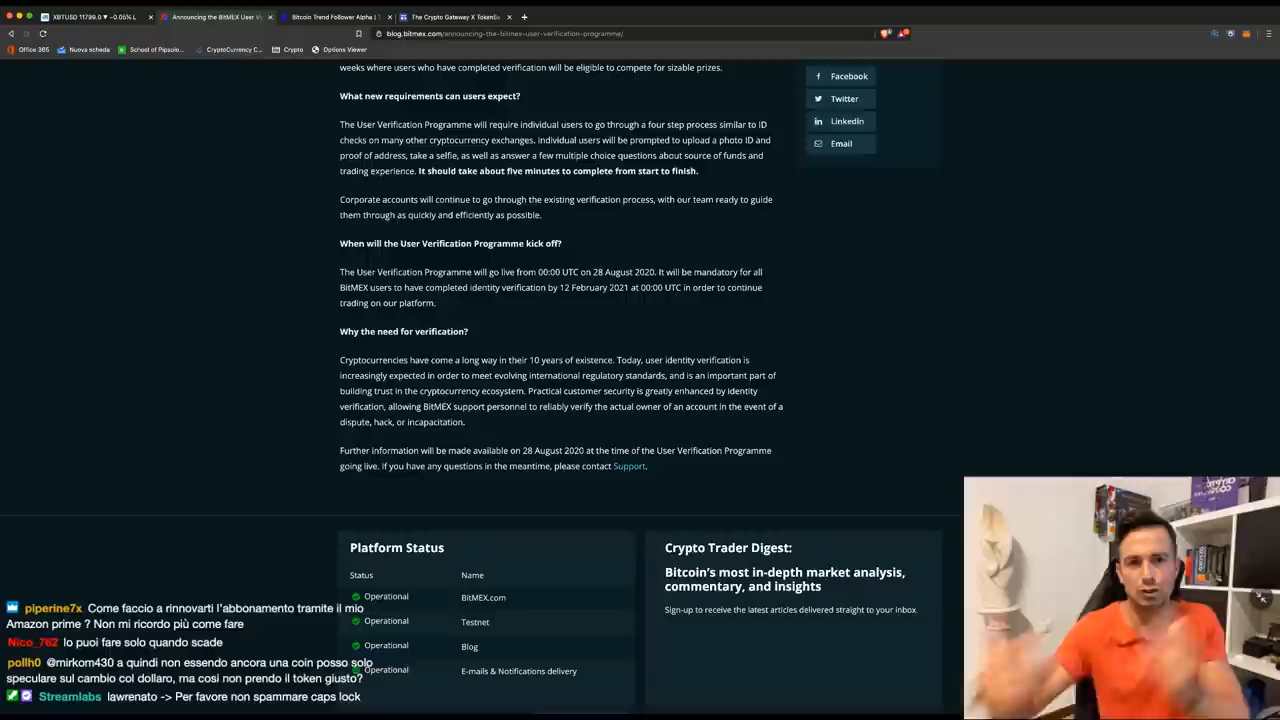 XBTUSD 11799.0 ▼ -0.05% L
Announcing the BitMEX User Ve
Bitcoin Trend Follower Alpha | T
The Crypto Gateway X TokenSe
blog.bitmex.com/announcing-the-bitmex-user-verification-programme/
Office 365
Nuova scheda
School of Pipsolo...
CryptoCurrency C...
Crypto
Options Viewer
weeks where users who have completed verification will be eligible to compete for sizable prizes.
What new requirements can users expect?
The User Verification Programme will require individual users to go through a four step process similar to ID
checks on many other cryptocurrency exchanges. Individual users will be prompted to upload a photo ID and
proof of address, take a selfie, as well as answer a few multiple choice questions about source of funds and
trading experience. It should take about five minutes to complete from start to finish.
Corporate accounts will continue to go through the existing verification process, with our team ready to guide
them through as quickly and efficiently as possible.
When will the User Verification Programme kick off?
The User Verification Programme will go live from 00:00 UTC on 28 August 2020. It will be mandatory for all
BitMEX users to have completed identity verification by 12 February 2021 at 00:00 UTC in order to continue
trading on our platform.
Why the need for verification?
Cryptocurrencies have come a long way in their 10 years of existence. Today, user identity verification is
increasingly expected in order to meet evolving international regulatory standards, and is an important part of
building trust in the cryptocurrency ecosystem. Practical customer security is greatly enhanced by identity
verification, allowing BitMEX support personnel to reliably verify the actual owner of an account in the event of a
dispute, hack, or incapacitation.
Further information will be made available on 28 August 2020 at the time of the User Verification Programme
going live. If you have any questions in the meantime, please contact Support.
Facebook
Twitter
LinkedIn
Email
Platform Status
Status Name
Operational BitMEX.com
Operational Testnet
Operational Blog
Operational E-mails & Notifications delivery
Crypto Trader Digest:
Bitcoin's most in-depth market analysis,
commentary, and insights
Sign-up to receive the latest articles delivered straight to your inbox.
piperine7x Come faccio a rinnovarti l'abbonamento tramite il mio
Amazon prime ? Non mi ricordo più come fare
Nico_762 lo puoi fare solo quando scade
pollh0 @mirkom430 a quindi non essendo ancora una coin posso solo
speculare sul cambio col dollaro, ma cosi non prendo il token giusto?
Streamlabs lawrenato -> Per favore non spammare caps lock